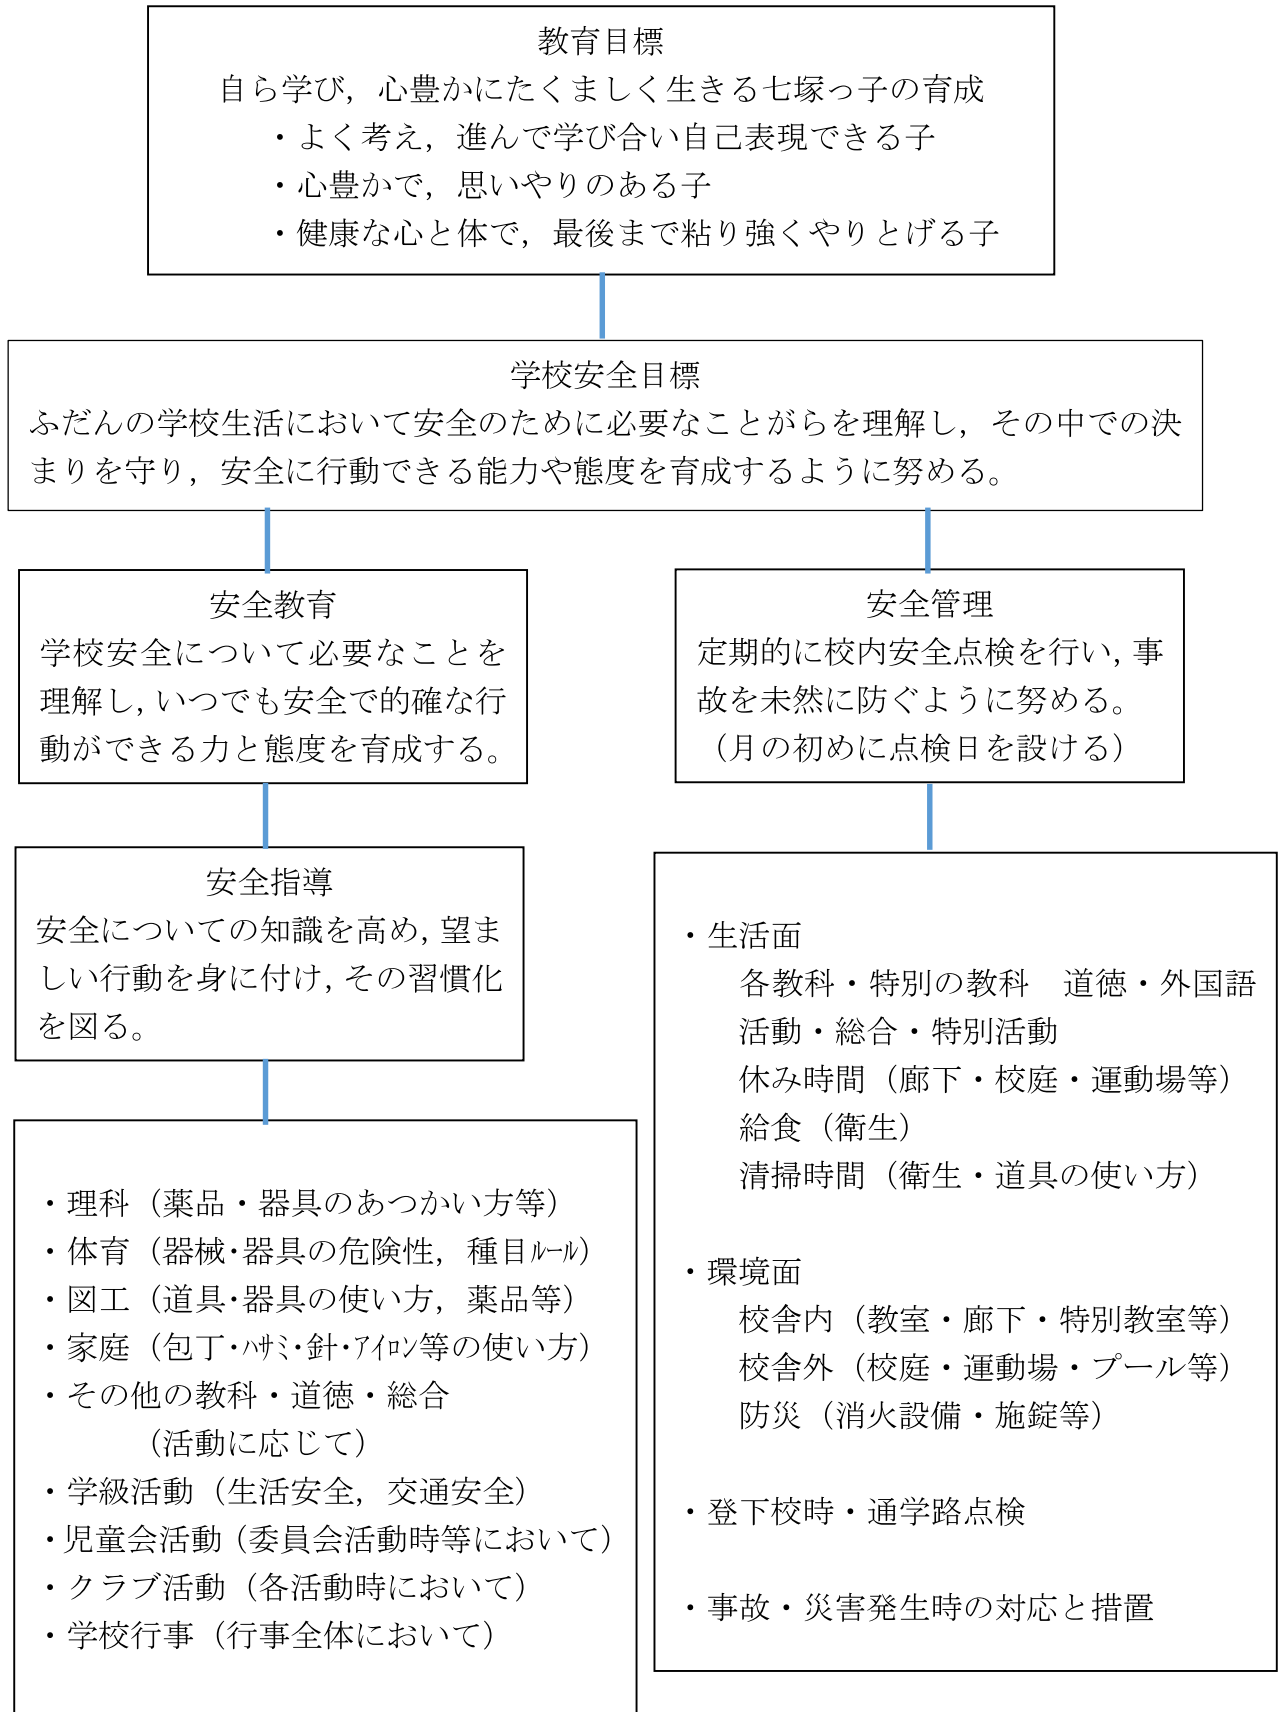 教育目標
自ら学び，心豊かにたくましく生きる七塚っ子の育成
・よく考え，進んで学び合い自己表現できる子
・心豊かで，思いやりのある子
・健康な心と体で，最後まで粘り強くやりとげる子
学校安全目標
ふだんの学校生活において安全のために必要なことがらを理解し，その中での決
まりを守り，安全に行動できる能力や態度を育成するように努める。
安全教育
学校安全について必要なことを
理解し，いつでも安全で的確な行
動ができる力と態度を育成する。
安全管理
定期的に校内安全点検を行い，事
故を未然に防ぐように努める。
（月の初めに点検日を設ける）
安全指導
安全についての知識を高め，望ま
しい行動を身に付け，その習慣化
を図る。
・理科（薬品・器具のあつかい方等）
・体育（器械･器具の危険性，種目ﾙｰﾙ）
・図工（道具･器具の使い方，薬品等）
・家庭（包丁･ﾊｻﾐ･針･ｱｲﾛﾝ等の使い方）
・その他の教科・道徳・総合
（活動に応じて）
・学級活動（生活安全，交通安全）
・児童会活動（委員会活動時等において）
・クラブ活動（各活動時において）
・学校行事（行事全体において）
・生活面
各教科・特別の教科　道徳・外国語
活動・総合・特別活動
休み時間（廊下・校庭・運動場等）
給食（衛生）
清掃時間（衛生・道具の使い方）
・環境面
校舎内（教室・廊下・特別教室等）
校舎外（校庭・運動場・プール等）
防災（消火設備・施錠等）
・登下校時・通学路点検
・事故・災害発生時の対応と措置